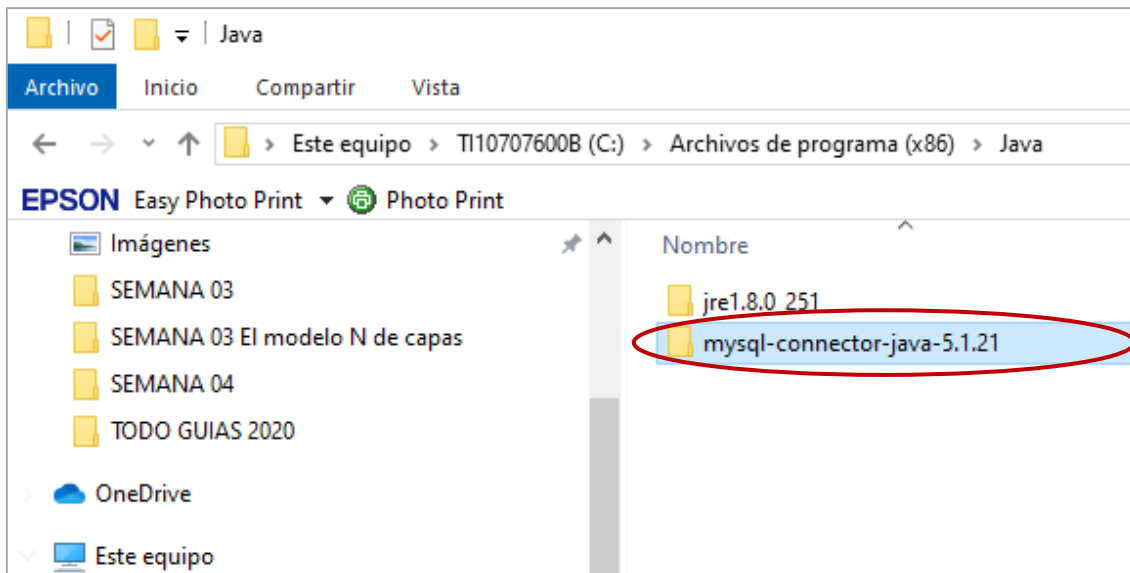 Java
Archivo Inicio Compartir Vista
Este equipo > TI10707600B (C:) > Archivos de programa (x86) > Java
EPSON Easy Photo Print Photo Print
Imágenes
SEMANA 03
SEMANA 03 El modelo N de capas
SEMANA 04
TODO GUIAS 2020
OneDrive
Este equipo
Nombre
jre1.8.0_251
mysql-connector-java-5.1.21